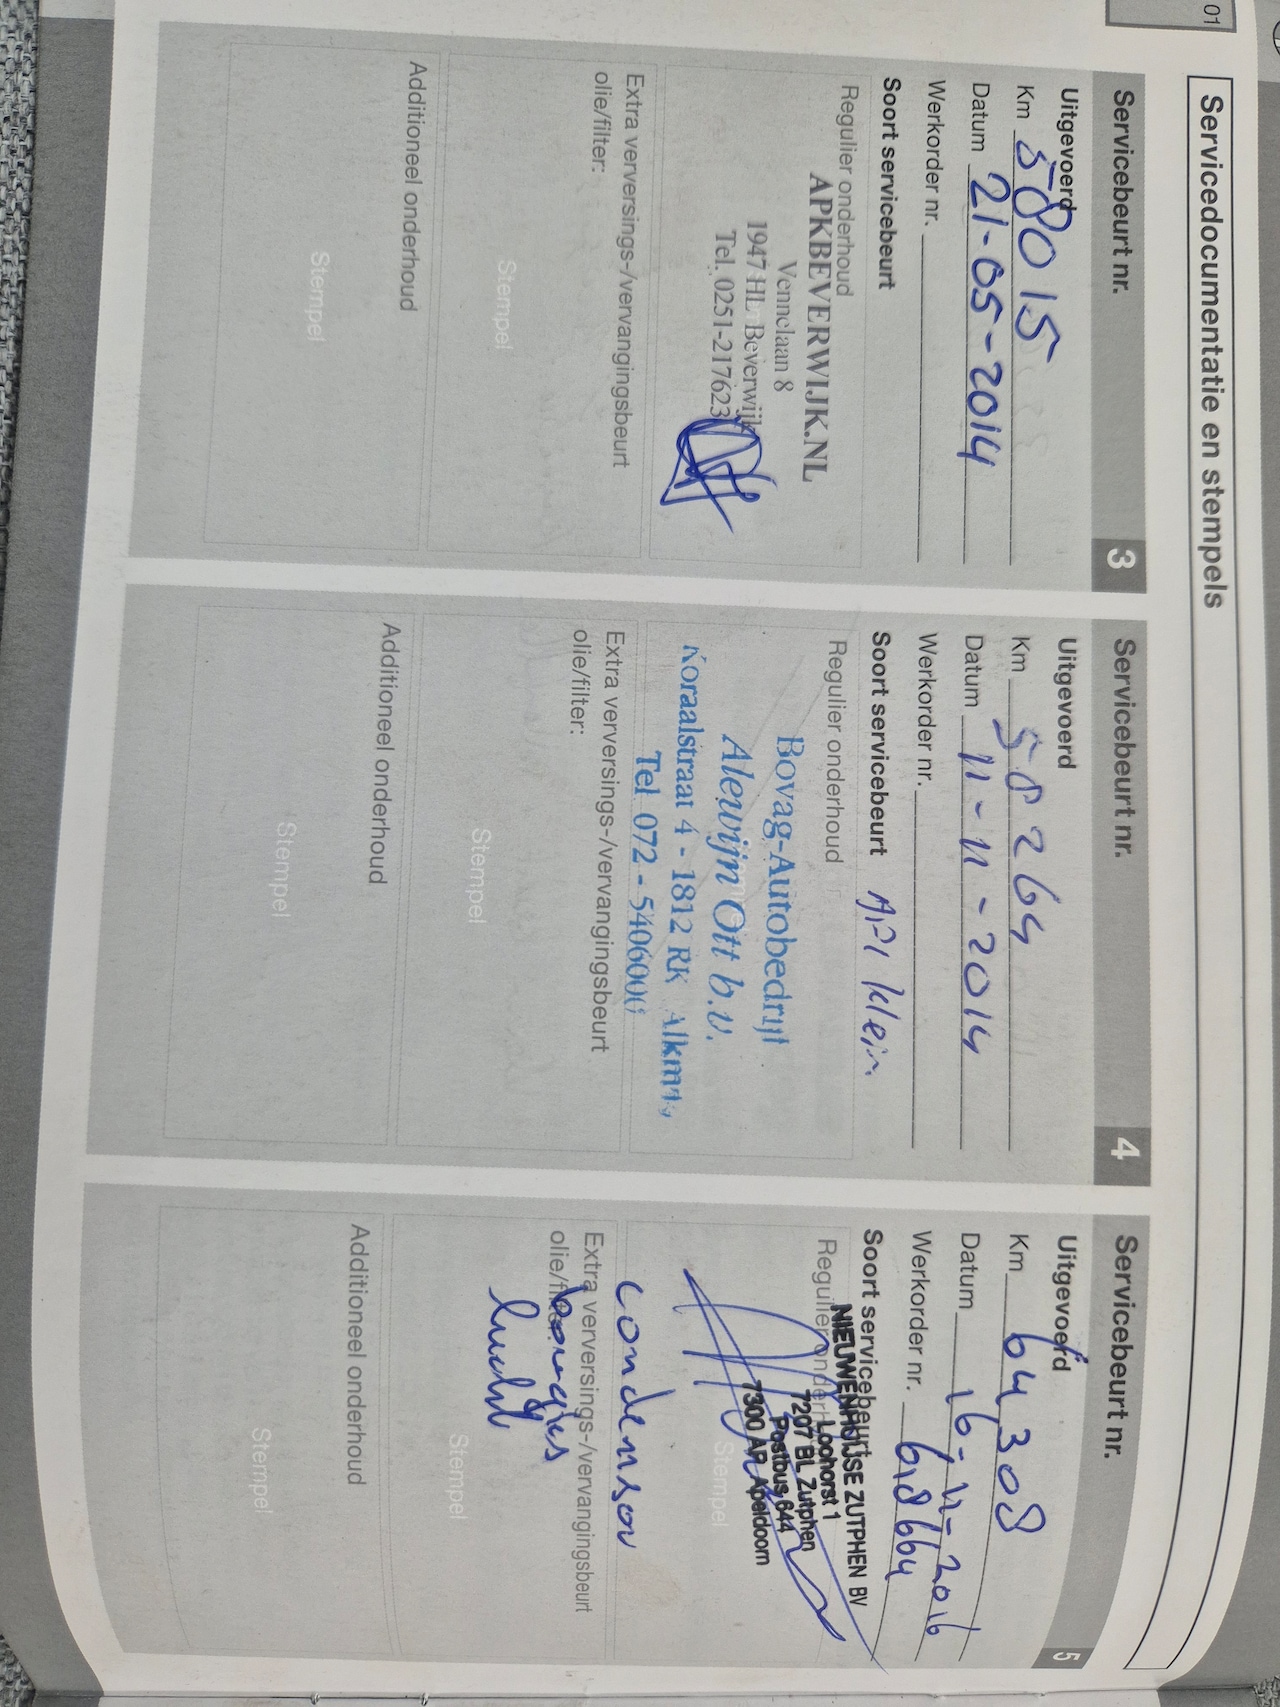 01
Servicedocumentatie en stempels
Servicebeurt nr. 3
Uitgevoerd
Km 58015
Datum 21-05-2014
Werkorder nr.
Soort servicebeurt
Regulier onderhoud
APKBEVERWIJK.NL
Vennelaan 8
1947 HL Beverwijk
Tel. 0251-217623
Extra verversings-/vervangingsbeurt
olie/filter:
Stempel
Additioneel onderhoud
Stempel
Servicebeurt nr. 4
Uitgevoerd
Km 58264
Datum 11-11-2014
Werkorder nr.
Soort servicebeurt klein
Regulier onderhoud
Bovag-Autobedrijf
Alewijn Ott b.v.
Koraalstraat 4 - 1812 RK
Tel 072 - 5406000
Extra verversings-/vervangingsbeurt
olie/filter:
Stempel
Additioneel onderhoud
Stempel
Servicebeurt nr. 5
Uitgevoerd
Km 64308
Datum 16-11-2016
Werkorder nr. 618664
Soort servicebeurt
Regulier onderhoud
NIEUWENHUIJSE ZUTPHEN BV
Loohorst 1
7207 BL Zutphen
Postbus 644
7300 AP Apeldoorn
Stempel
condensor
Extra verversings-/vervangingsbeurt
olie/filter:
bougies
lucht
Stempel
Additioneel onderhoud
Stempel